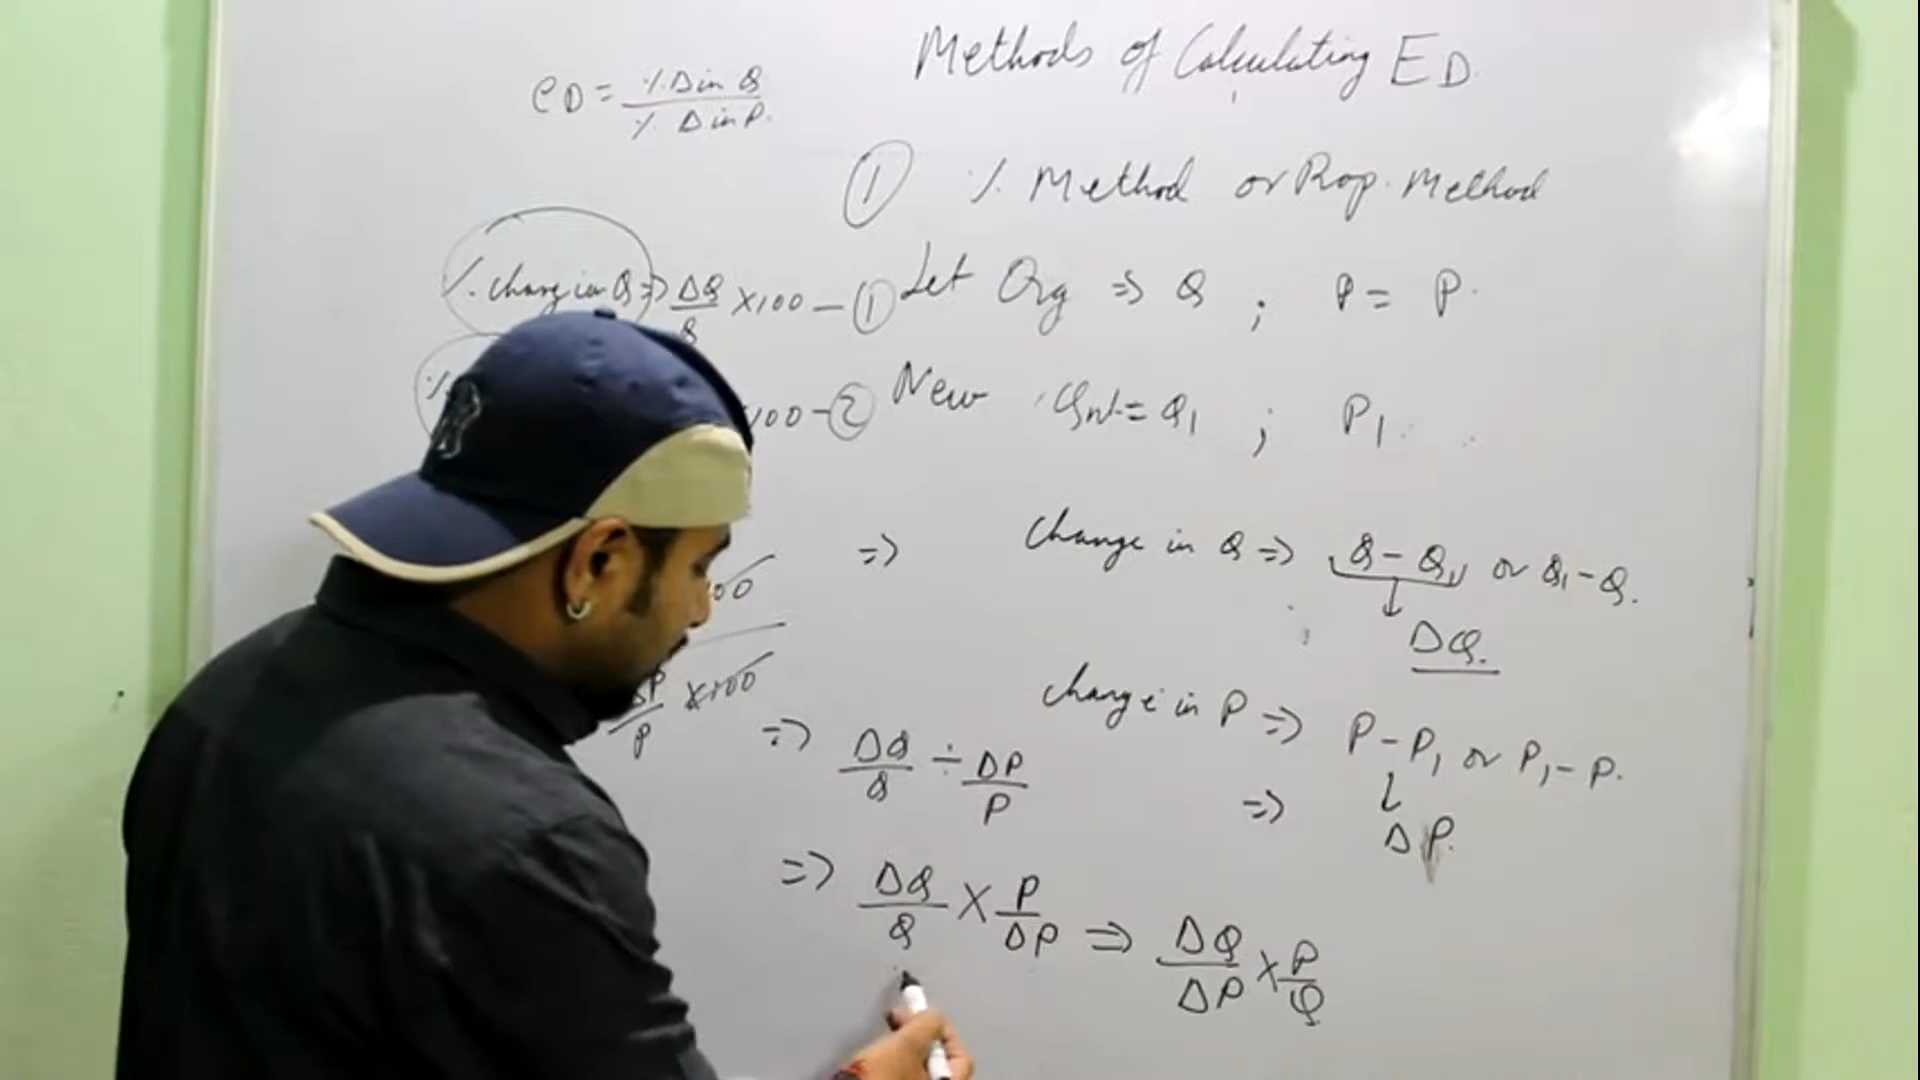 Methods of Calculating ED.
eD = % Δ in Q
% Δ in P.
① % Method or Prop. Method
% change in Q => ΔQ/Q ×100 — ①
Let Org => Q ; P = P.
×100 - ②
New Qnt = Q1 ; P1
=> Change in Q => Q - Q1 or Q1 - Q.
ΔQ.
ΔP/P ×100
change in P => P - P1 or P1 - P.
=> ΔQ/Q ÷ ΔP/P
=> ΔP.
=> ΔQ/Q × P/ΔP => ΔQ/ΔP × P/Q